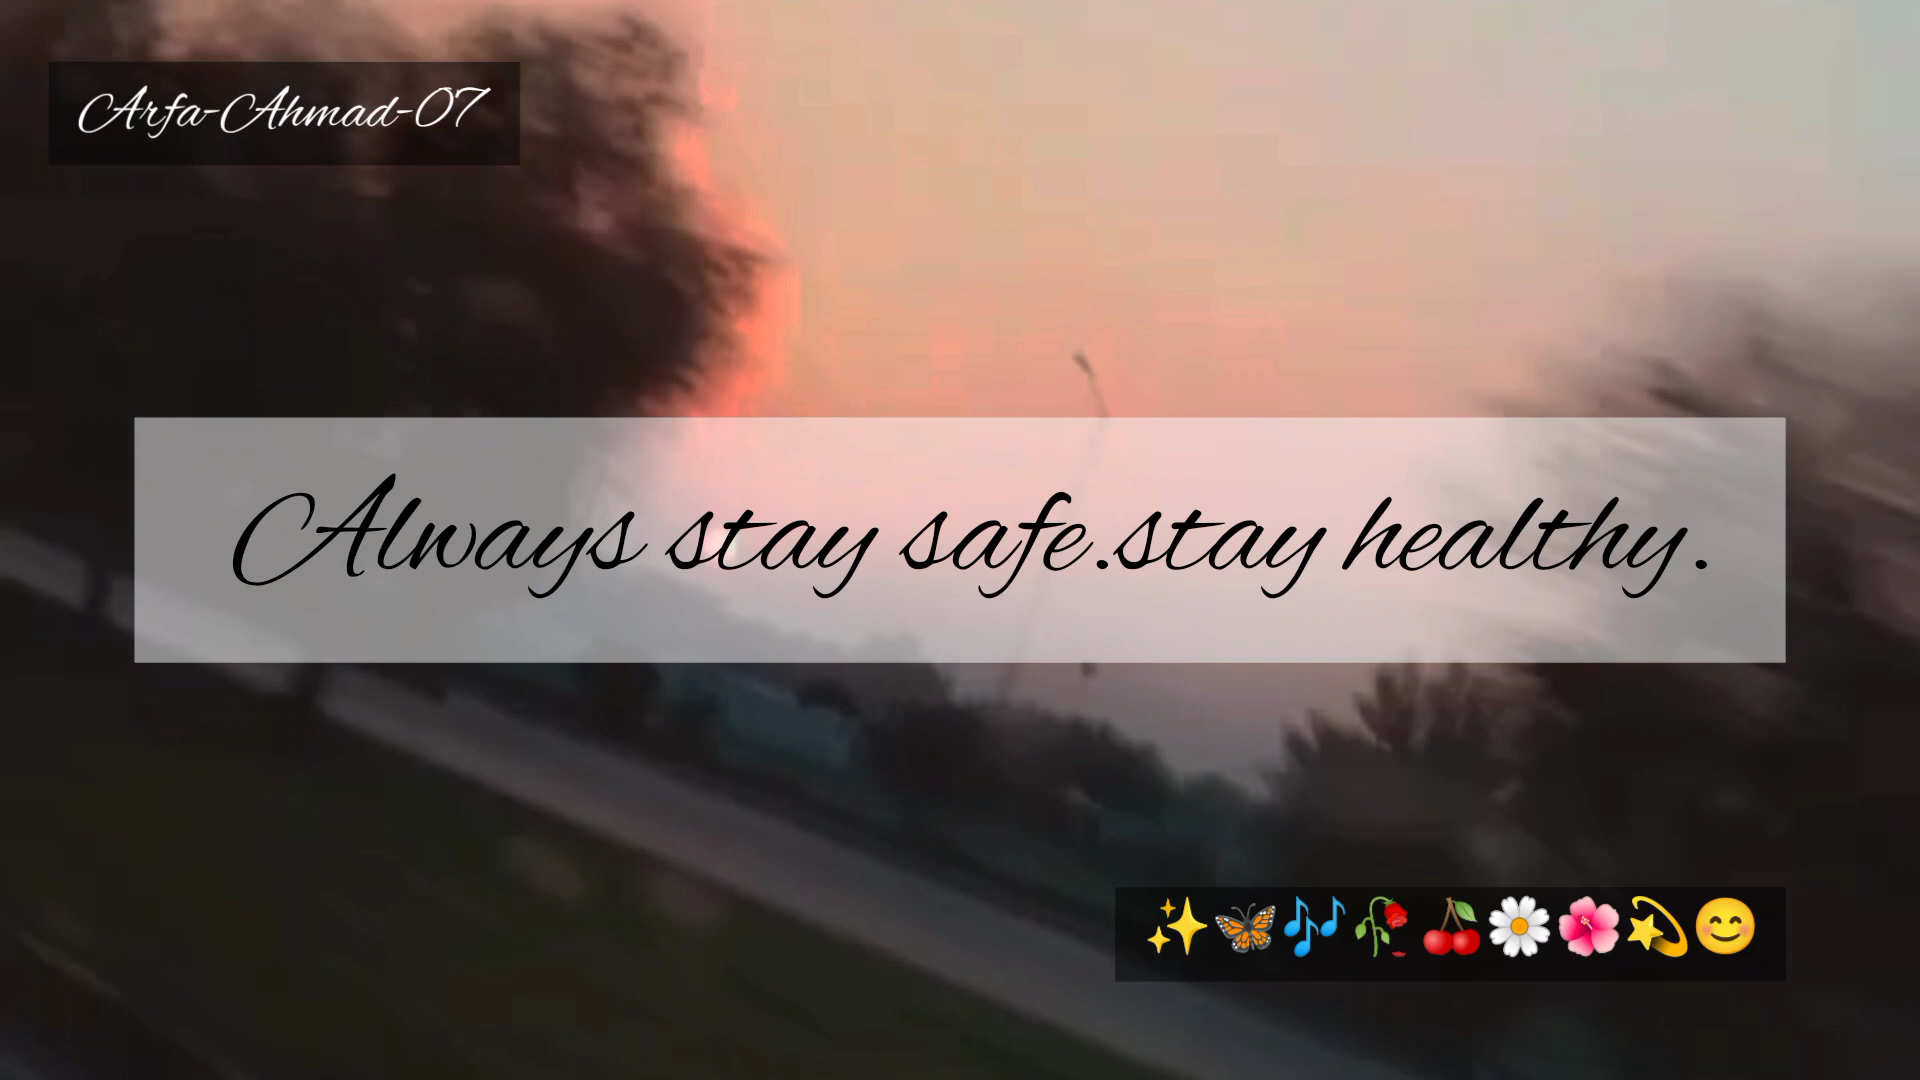 Arfa-Ahmad-07
Always stay safe.stay healthy.
✨🦋🎶🥀🍒🌼🌺💫😊